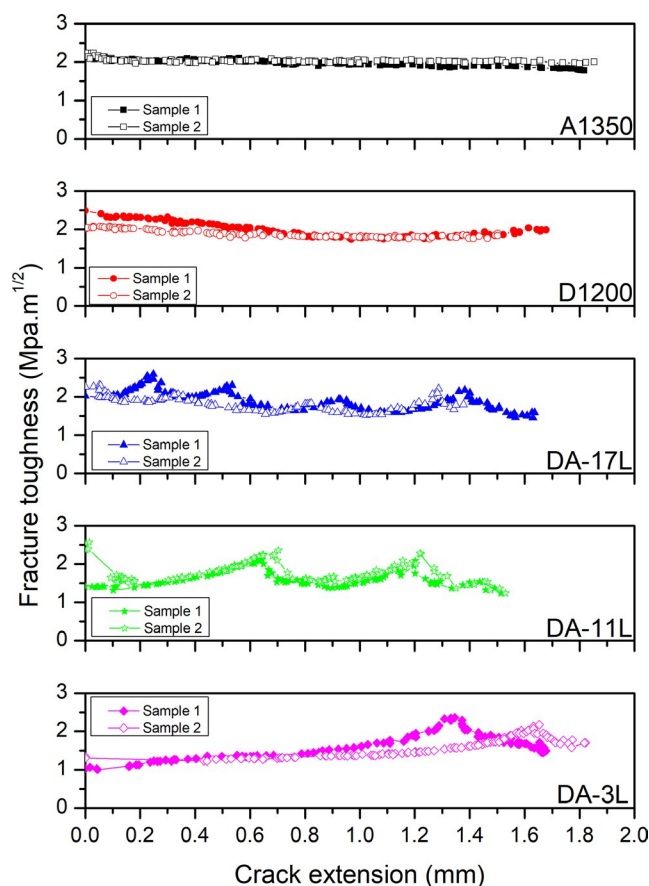 3
2
1
0
Sample 1
Sample 2
A1350
3
2
1
0
Sample 1
Sample 2
D1200
Fracture toughness (Mpa.m1/2)
3
2
1
0
Sample 1
Sample 2
DA-17L
3
2
1
0
Sample 1
Sample 2
DA-11L
3
2
1
0
Sample 1
Sample 2
DA-3L
0.0 0.2 0.4 0.6 0.8 1.0 1.2 1.4 1.6 1.8 2.0
Crack extension (mm)